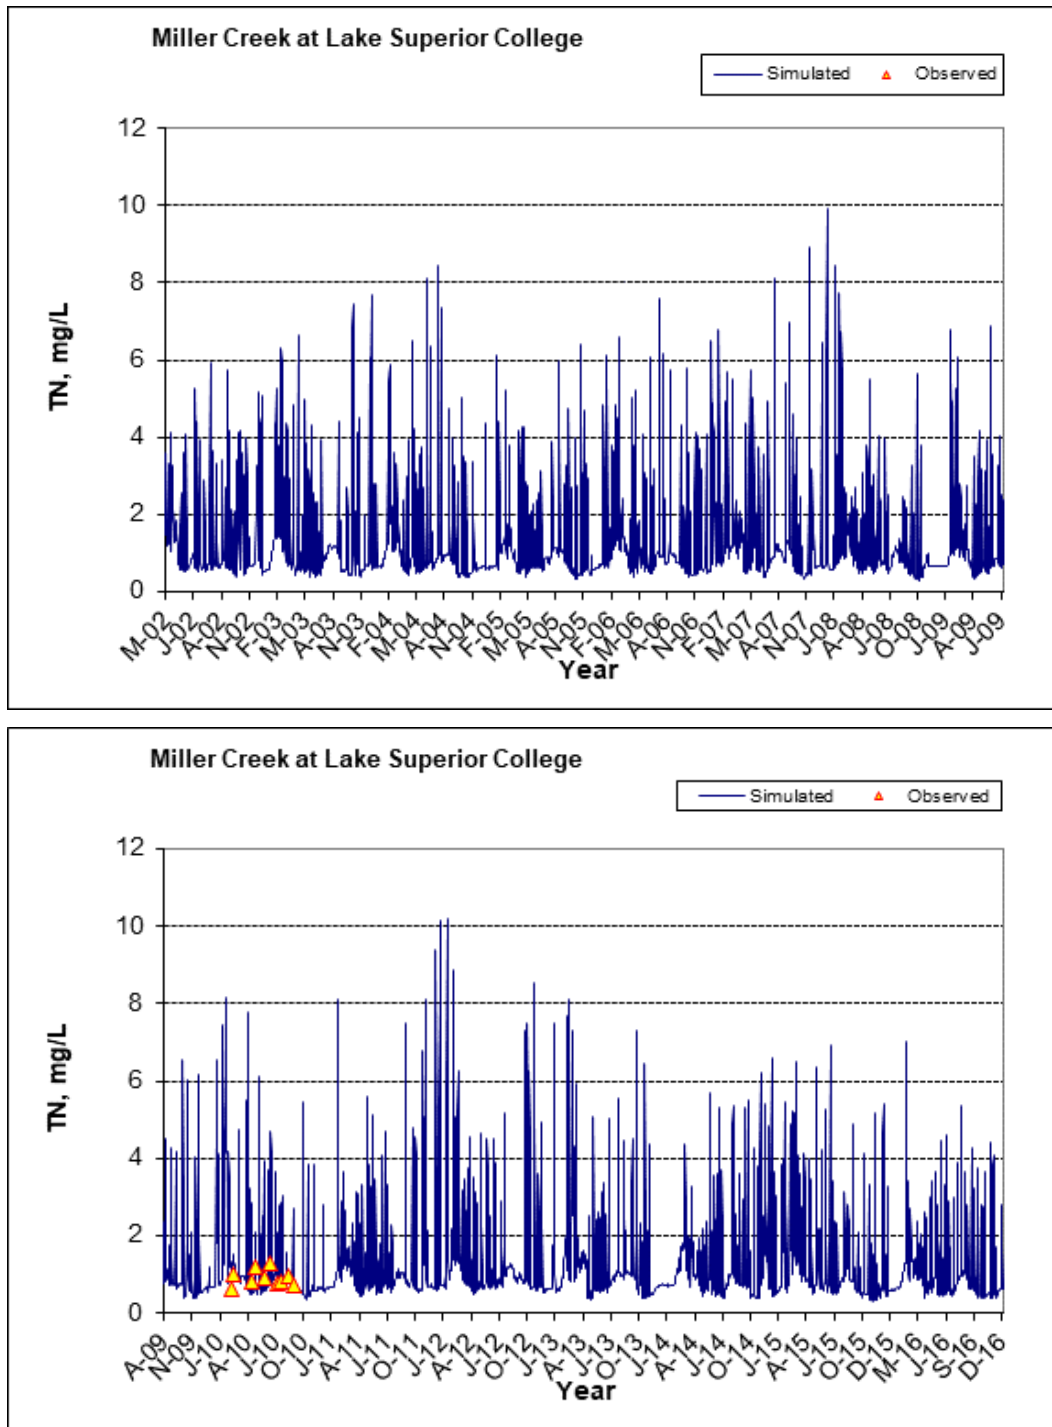 Miller Creek at Lake Superior College
Simulated Observed
12
10
8
6
4
2
0
TN, mg/L
M-02 J-02 A-02 N-02 F-03 M-03 A-03 N-03 F-04 M-04 A-04 N-04 F-05 M-05 A-05 N-05 F-06 M-06 A-06 N-06 F-07 M-07 A-07 N-07 J-08 A-08 J-08 O-08 J-09 A-09 J-09
Year
Miller Creek at Lake Superior College
Simulated Observed
12
10
8
6
4
2
0
TN, mg/L
A-09 N-09 J-10 A-10 J-10 O-10 J-11 A-11 J-11 O-11 J-12 A-12 J-12 O-12 J-13 A-13 J-13 O-13 J-14 A-14 J-14 O-14 J-15 A-15 J-15 O-15 D-15 M-16 J-16 S-16 D-16
Year